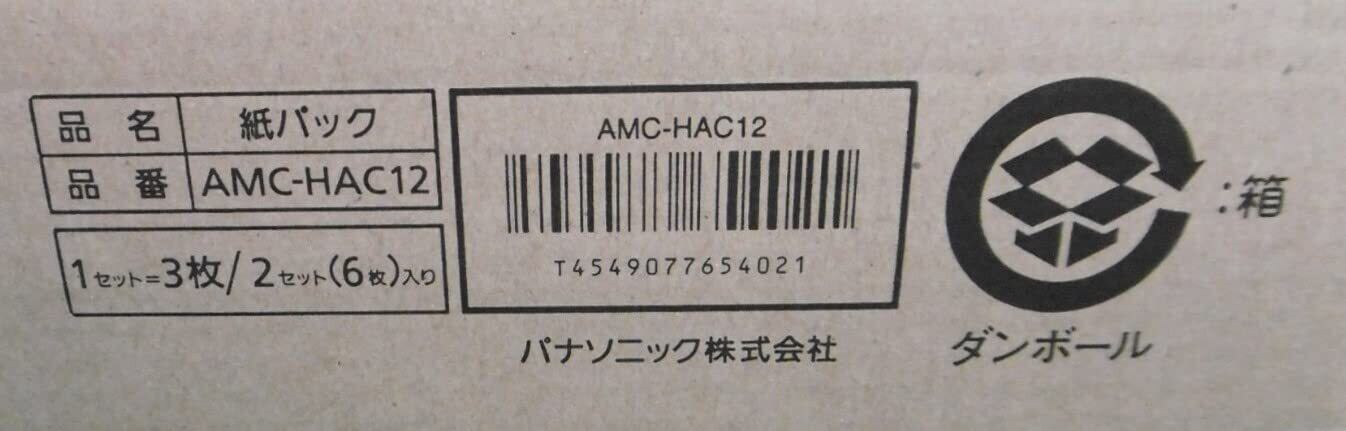 品名 紙パック
品番 AMC-HAC12
1セット=3枚/2セット(6枚)入り
AMC-HAC12
T4549077654021
パナソニック株式会社
:箱
ダンボール